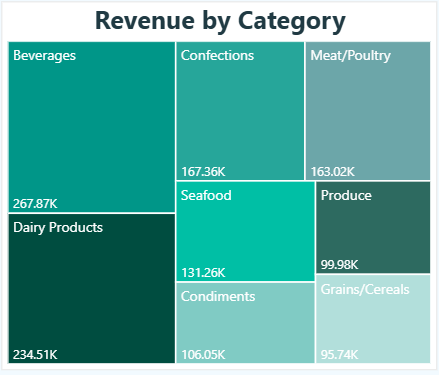 Revenue by Category
Beverages
267.87K
Dairy Products
234.51K
Confections
167.36K
Meat/Poultry
163.02K
Seafood
131.26K
Condiments
106.05K
Produce
99.98K
Grains/Cereals
95.74K